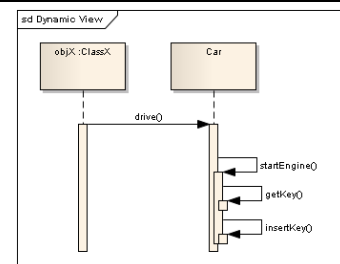 sd Dynamic View
objX :ClassX
Car
drive()
startEngine()
getKey()
insertKey()